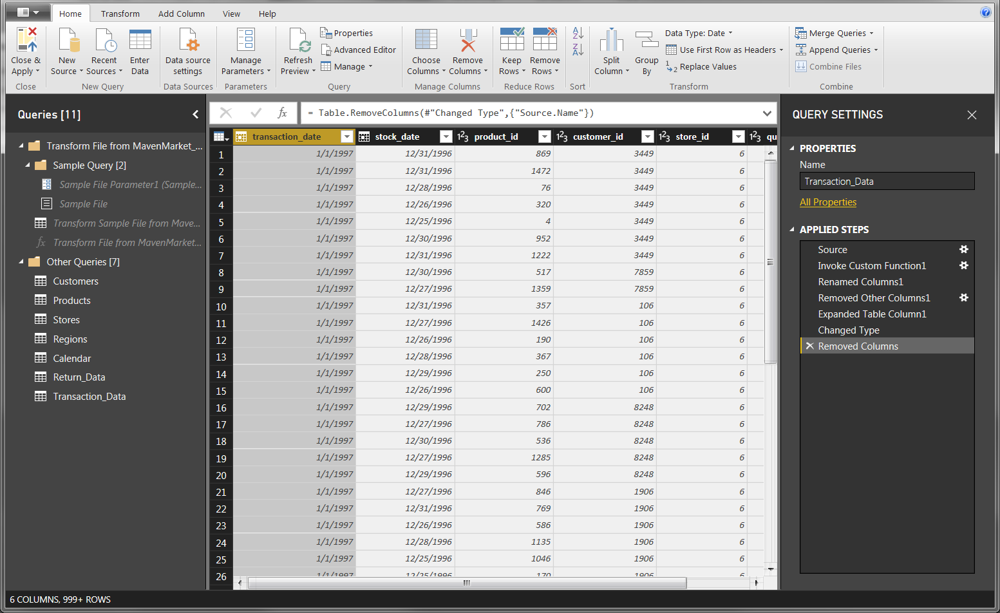 Home Transform Add Column View Help
Close & Apply
New Source
Recent Sources
Enter Data
Data source settings
Manage Parameters
Refresh Preview
Properties
Advanced Editor
Manage
Choose Columns
Remove Columns
Keep Rows
Remove Rows
A Z
Z A
Split Column
Group By
Data Type: Date
Use First Row as Headers
1 2 Replace Values
Merge Queries
Append Queries
Combine Files
Close New Query Data Sources Parameters Query Manage Columns Reduce Rows Sort Transform Combine
Queries [11]
Transform File from MavenMarket_...
Sample Query [2]
Sample File Parameter1 (Sample...
Sample File
Transform Sample File from Mave...
fx Transform File from MavenMarket...
Other Queries [7]
Customers
Products
Stores
Regions
Calendar
Return_Data
Transaction_Data
fx = Table.RemoveColumns(#"Changed Type",{"Source.Name"})
transaction_date stock_date 123 product_id 123 customer_id 123 store_id 123 qu
1 1/1/1997 12/31/1996 869 3449 6
2 1/1/1997 12/31/1996 1472 3449 6
3 1/1/1997 12/28/1996 76 3449 6
4 1/1/1997 12/26/1996 320 3449 6
5 1/1/1997 12/25/1996 4 3449 6
6 1/1/1997 12/30/1996 952 3449 6
7 1/1/1997 12/31/1996 1222 3449 6
8 1/1/1997 12/30/1996 517 7859 6
9 1/1/1997 12/27/1996 1359 7859 6
10 1/1/1997 12/31/1996 357 106 6
11 1/1/1997 12/27/1996 1426 106 6
12 1/1/1997 12/26/1996 190 106 6
13 1/1/1997 12/28/1996 367 106 6
14 1/1/1997 12/29/1996 250 106 6
15 1/1/1997 12/26/1996 600 106 6
16 1/1/1997 12/29/1996 702 8248 6
17 1/1/1997 12/27/1996 786 8248 6
18 1/1/1997 12/30/1996 536 8248 6
19 1/1/1997 12/27/1996 1285 8248 6
20 1/1/1997 12/29/1996 596 8248 6
21 1/1/1997 12/27/1996 846 1906 6
22 1/1/1997 12/31/1996 769 1906 6
23 1/1/1997 12/26/1996 586 1906 6
24 1/1/1997 12/28/1996 1135 1906 6
25 1/1/1997 12/25/1996 1046 1906 6
26 1/1/1997 12/25/1996 170 1906 6
QUERY SETTINGS
PROPERTIES
Name
Transaction_Data
All Properties
APPLIED STEPS
Source
Invoke Custom Function1
Renamed Columns1
Removed Other Columns1
Expanded Table Column1
Changed Type
Removed Columns
6 COLUMNS, 999+ ROWS